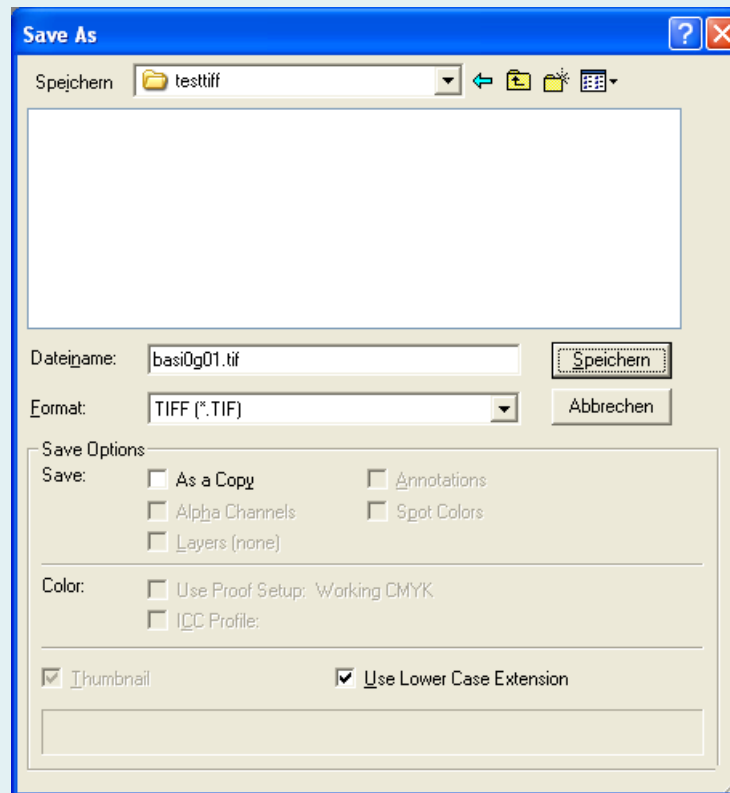 Save As
Speichern testtiff
Dateiname: basi0g01.tif Speichern
Format: TIFF (*.TIF) Abbrechen
Save Options
Save: As a Copy Annotations
Alpha Channels Spot Colors
Layers (none)
Color: Use Proof Setup: Working CMYK
ICC Profile:
Thumbnail Use Lower Case Extension